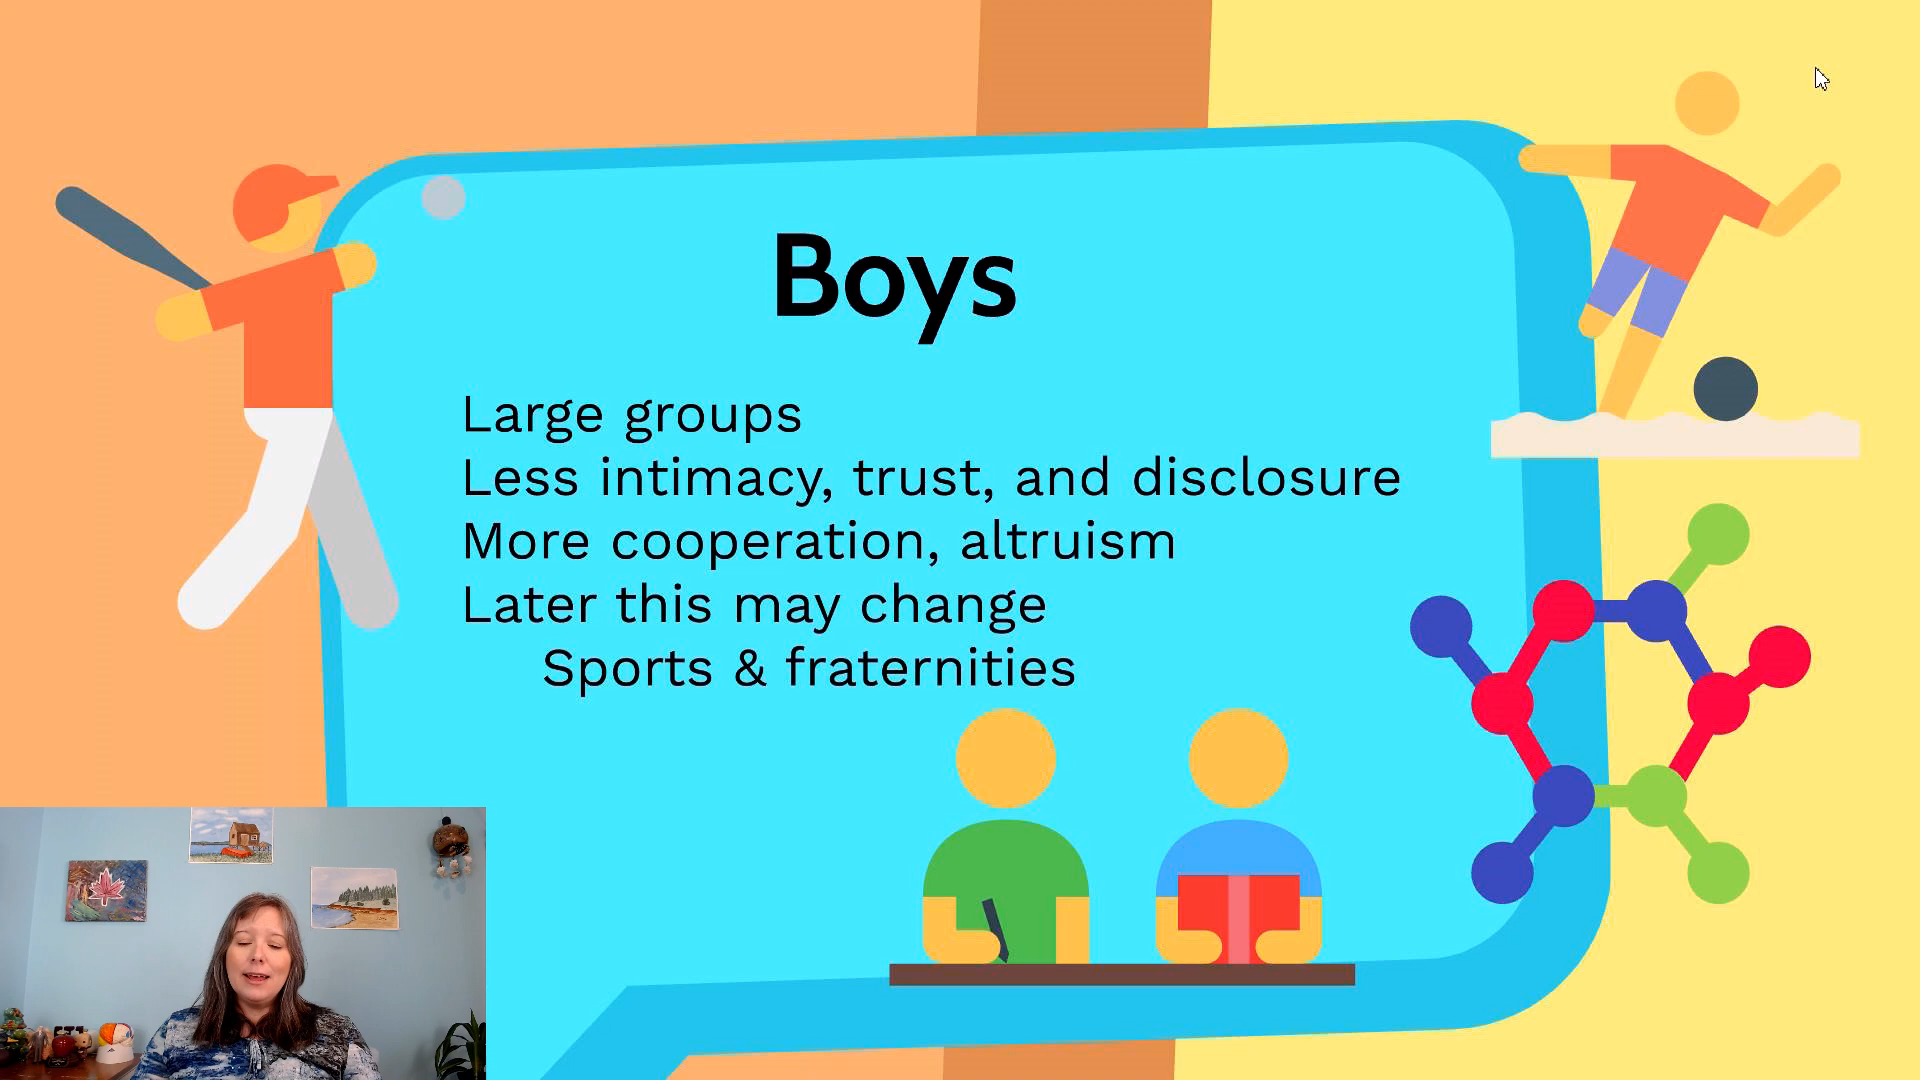 Boys
Large groups
Less intimacy, trust, and disclosure
More cooperation, altruism
Later this may change
Sports & fraternities